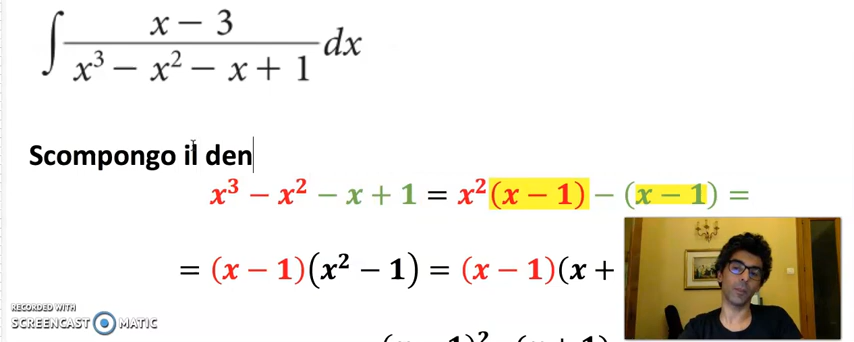 ∫ (x − 3)/(x³ − x² − x + 1) dx
Scompongo il den
x³ − x² − x + 1 = x²(x − 1) − (x − 1) =
= (x − 1)(x² − 1) = (x − 1)(x +
RECORDED WITH
SCREENCAST MATIC